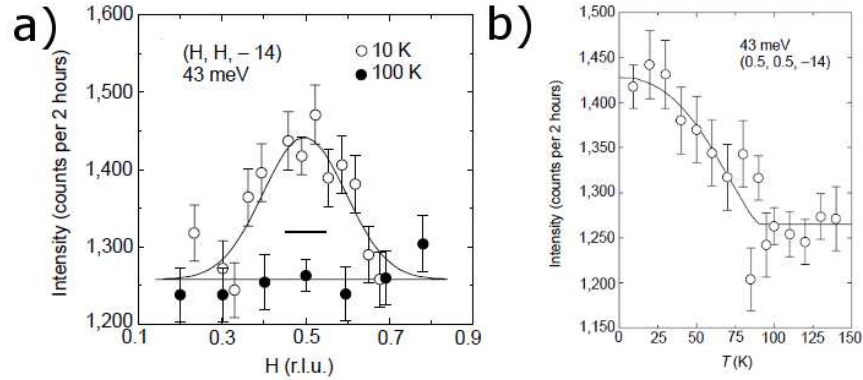 a)
1,600
1,500
1,400
1,300
1,200
Intensity (counts per 2 hours)
(H, H, – 14)
43 meV
10 K
100 K
0.1 0.3 0.5 0.7 0.9
H (r.l.u.)
b)
1,500
1,450
1,400
1,350
1,300
1,250
1,200
1,150
Intensity (counts per 2 hours)
43 meV
(0.5, 0.5, –14)
0 25 50 75 100 125 150
T (K)